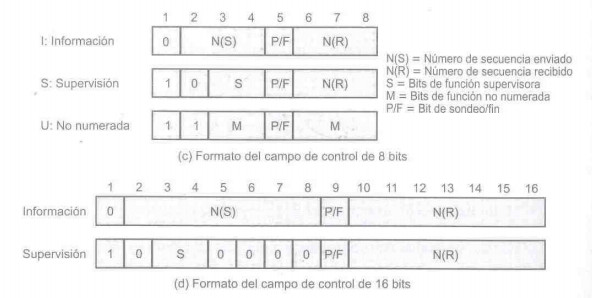 1 2 3 4 5 6 7 8
I: Información 0 N(S) P/F N(R)
S: Supervisión 1 0 S P/F N(R)
U: No numerada 1 1 M P/F M
N(S) = Número de secuencia enviado
N(R) = Número de secuencia recibido
S = Bits de función supervisora
M = Bits de función no numerada
P/F = Bit de sondeo/fin
(c) Formato del campo de control de 8 bits
1 2 3 4 5 6 7 8 9 10 11 12 13 14 15 16
Información 0 N(S) P/F N(R)
Supervisión 1 0 S 0 0 0 0 P/F N(R)
(d) Formato del campo de control de 16 bits